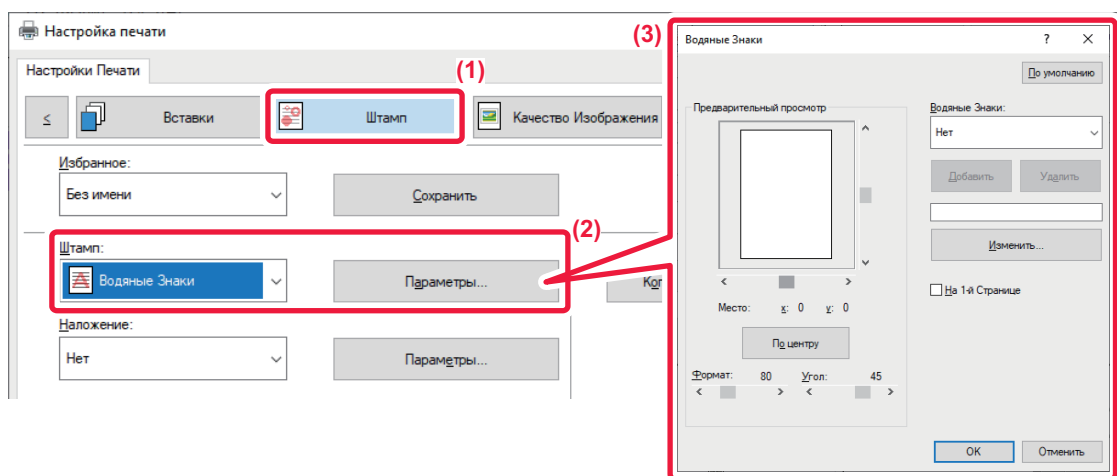 Настройка печати
Настройки Печати
(1)
<
Вставки
Штамп
Качество Изображения
Избранное:
Без имени
Сохранить
(2)
Штамп:
Водяные Знаки
Параметры...
Наложение:
Нет
Параметры...
(3)
Водяные Знаки
?
По умолчанию
Предварительный просмотр
Место: x: 0 y: 0
По центру
Формат: 80 Угол: 45
Водяные Знаки:
Нет
Добавить Удалить
Изменить...
На 1-й Странице
OK Отменить